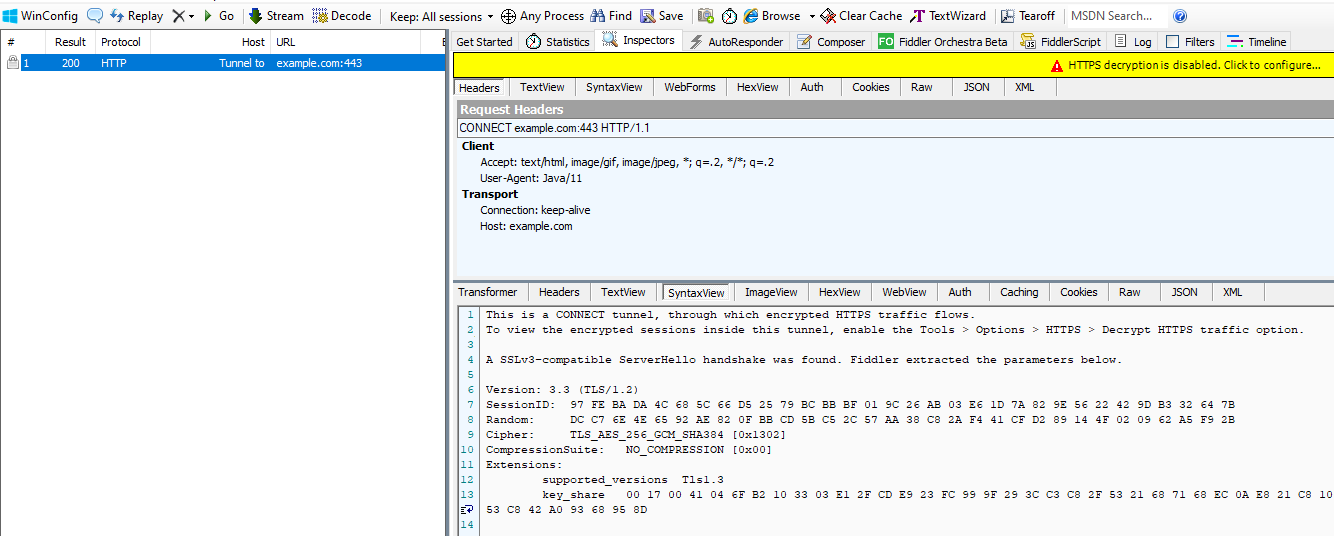 WinConfig Replay Go Stream Decode Keep: All sessions Any Process Find Save Browse Clear Cache TextWizard Tearoff MSDN Search...
# Result Protocol Host URL
1 200 HTTP Tunnel to example.com:443
Get Started Statistics Inspectors AutoResponder Composer FO Fiddler Orchestra Beta FiddlerScript Log Filters Timeline
HTTPS decryption is disabled. Click to configure...
Headers TextView SyntaxView WebForms HexView Auth Cookies Raw JSON XML
Request Headers
CONNECT example.com:443 HTTP/1.1
Client
Accept: text/html, image/gif, image/jpeg, *; q=.2, */*; q=.2
User-Agent: Java/11
Transport
Connection: keep-alive
Host: example.com
Transformer Headers TextView SyntaxView ImageView HexView WebView Auth Caching Cookies Raw JSON XML
1 This is a CONNECT tunnel, through which encrypted HTTPS traffic flows.
2 To view the encrypted sessions inside this tunnel, enable the Tools > Options > HTTPS > Decrypt HTTPS traffic option.
3
4 A SSLv3-compatible ServerHello handshake was found. Fiddler extracted the parameters below.
5
6 Version: 3.3 (TLS/1.2)
7 SessionID: 97 FE BA DA 4C 68 5C 66 D5 25 79 BC BB BF 01 9C 26 AB 03 E6 1D 7A 82 9E 56 22 42 9D B3 32 64 7B
8 Random: DC C7 6E 4E 65 92 AE 82 0F BB CD 5B C5 2C 57 AA 38 C8 2A F4 41 CF D2 89 14 4F 02 09 62 A5 F9 2B
9 Cipher: TLS_AES_256_GCM_SHA384 [0x1302]
10 CompressionSuite: NO_COMPRESSION [0x00]
11 Extensions:
12 supported_versions Tls1.3
13 key_share 00 17 00 41 04 6F B2 10 33 03 E1 2F CD E9 23 FC 99 9F 29 3C C3 C8 2F 53 21 68 71 68 EC 0A E8 21 C8 10
53 C8 42 A0 93 68 95 8D
14